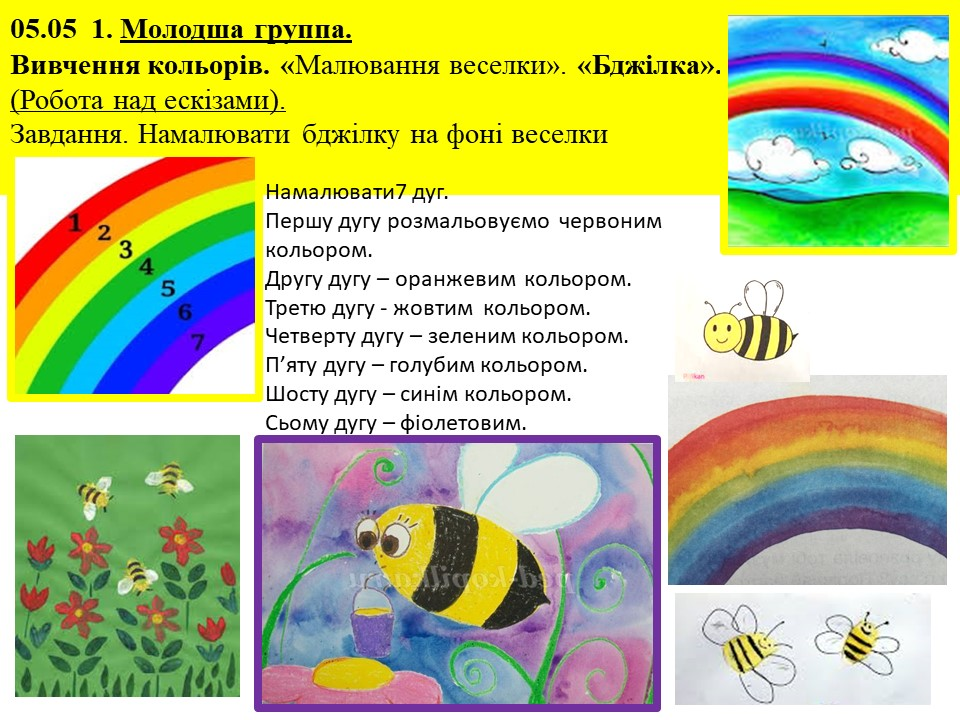 05.05 1. Молодша группа.
Вивчення кольорів. «Малювання веселки». «Бджілка».
(Робота над ескізами).
Завдання. Намалювати бджілку на фоні веселки
Намалювати7 дуг.
Першу дугу розмальовуємо червоним
кольором.
Другу дугу – оранжевим кольором.
Третю дугу - жовтим кольором.
Четверту дугу – зеленим кольором.
П’яту дугу – голубим кольором.
Шосту дугу – синім кольором.
Сьому дугу – фіолетовим.
1
2
3
4
5
6
7